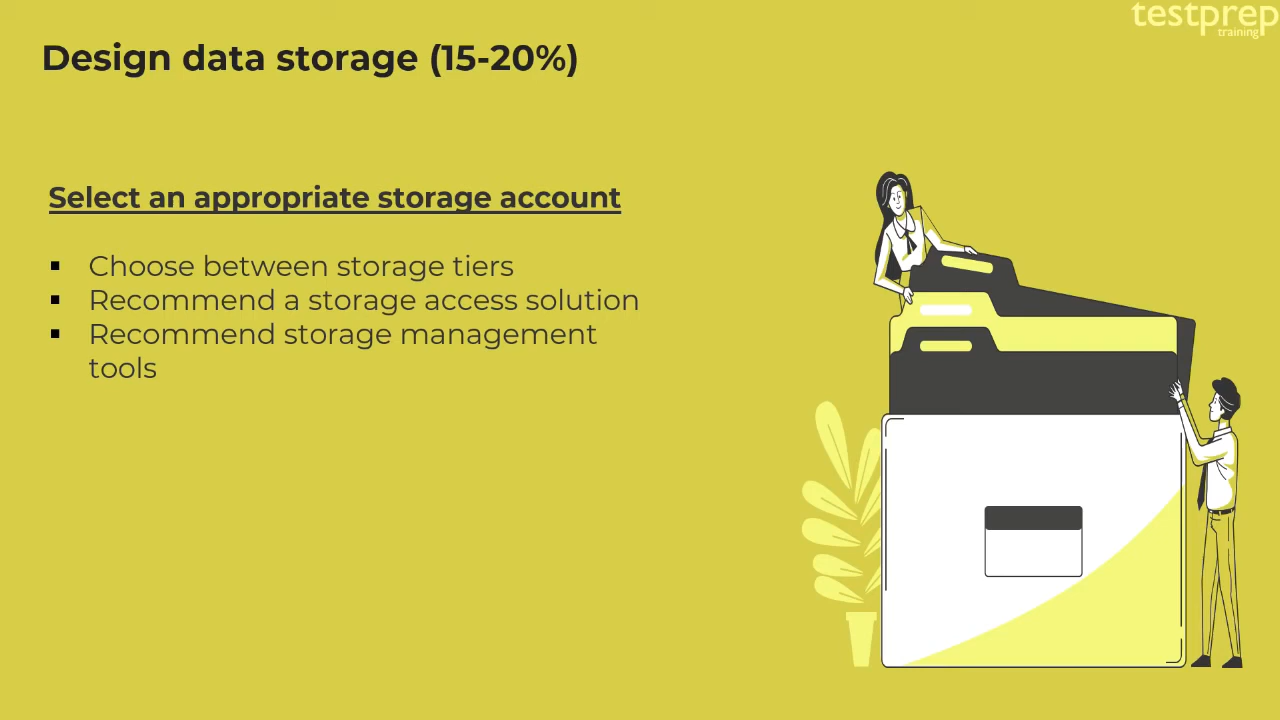 testprep
training
Design data storage (15-20%)
Select an appropriate storage account
▪ Choose between storage tiers
▪ Recommend a storage access solution
▪ Recommend storage management
tools